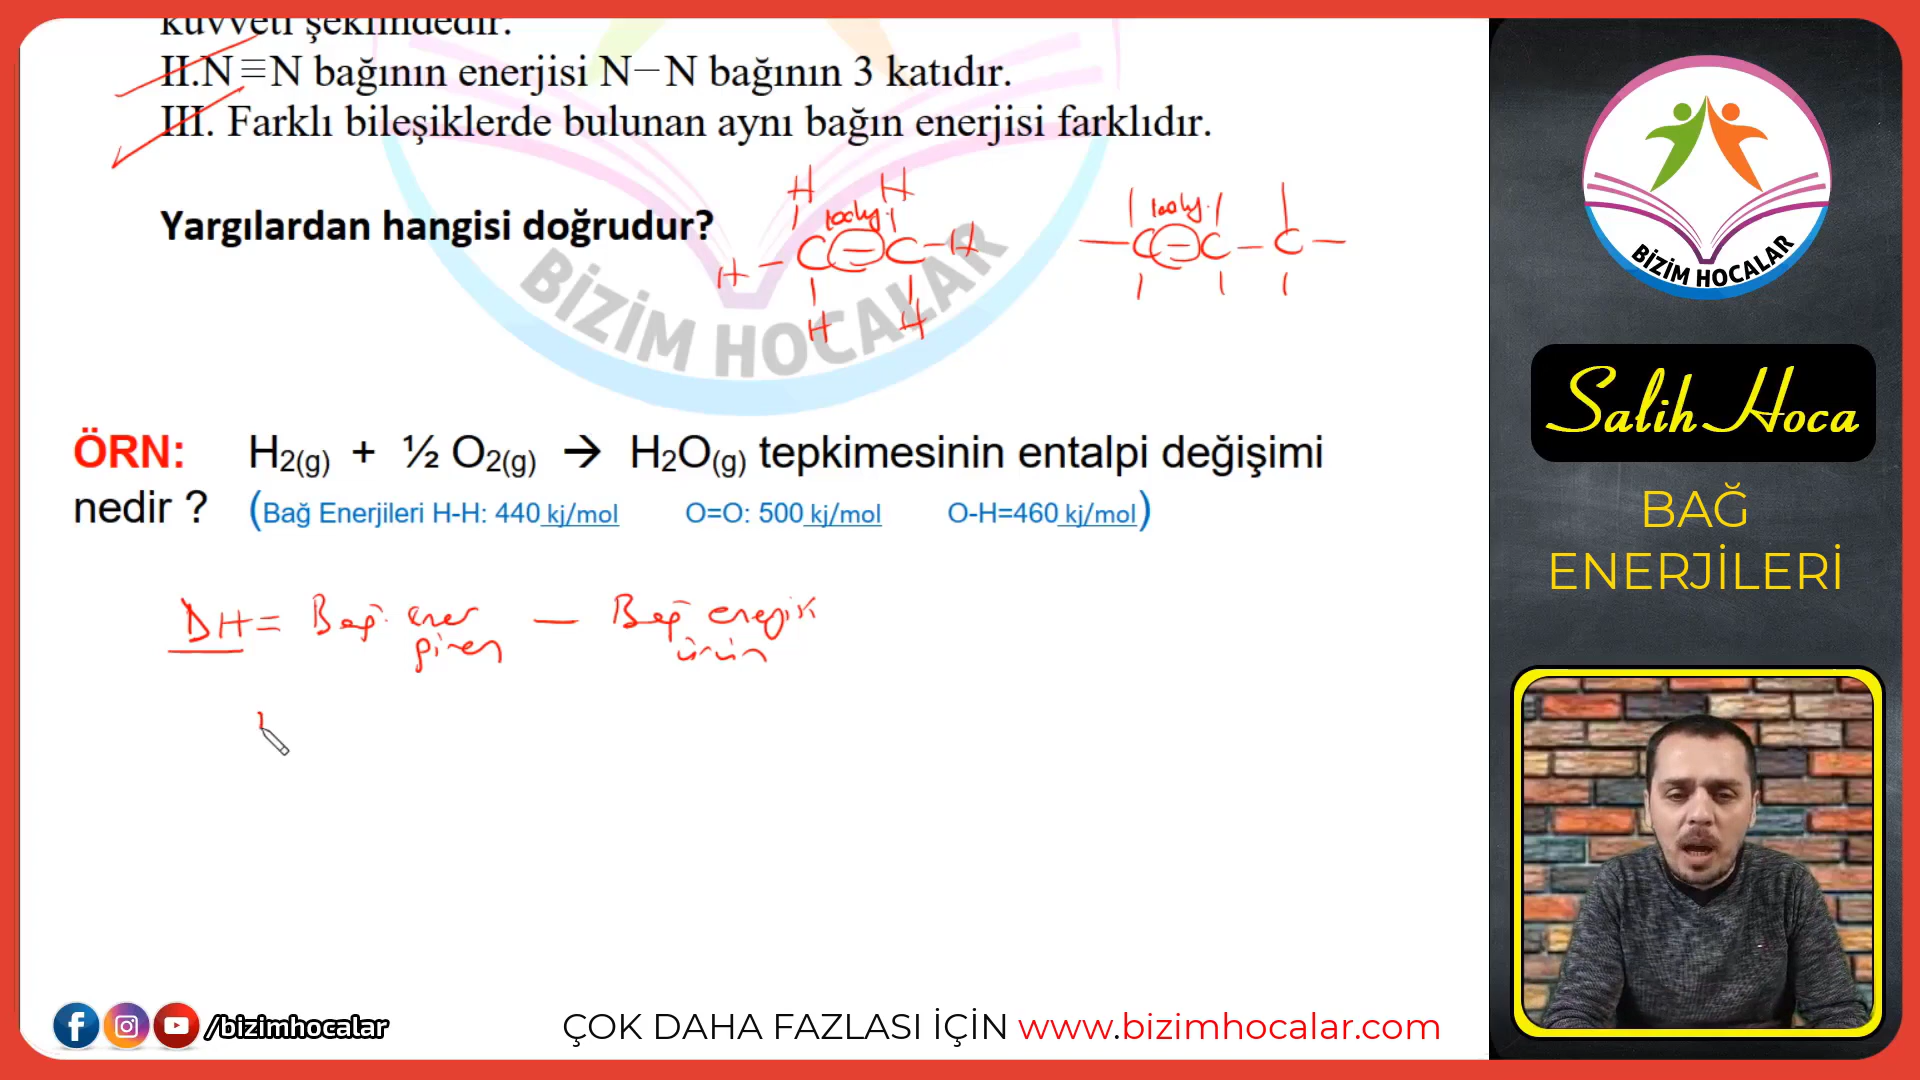 kuvveti şeklindedir.
II.N≡N bağının enerjisi N−N bağının 3 katıdır.
III. Farklı bileşiklerde bulunan aynı bağın enerjisi farklıdır.
Yargılardan hangisi doğrudur?
H H
H − C − C − H
H H
C − C − C
BİZİM HOCALAR
ÖRN: H2(g) + ½ O2(g) → H2O(g) tepkimesinin entalpi değişimi
nedir ? (Bağ Enerjileri H-H: 440 kj/mol O=O: 500 kj/mol O-H=460 kj/mol)
ΔH = Bağ ener − Bağ enerjisi
giren ürün
/bizimhocalar
ÇOK DAHA FAZLASI İÇİN www.bizimhocalar.com
BİZİM HOCALAR
Salih Hoca
BAĞ
ENERJİLERİ